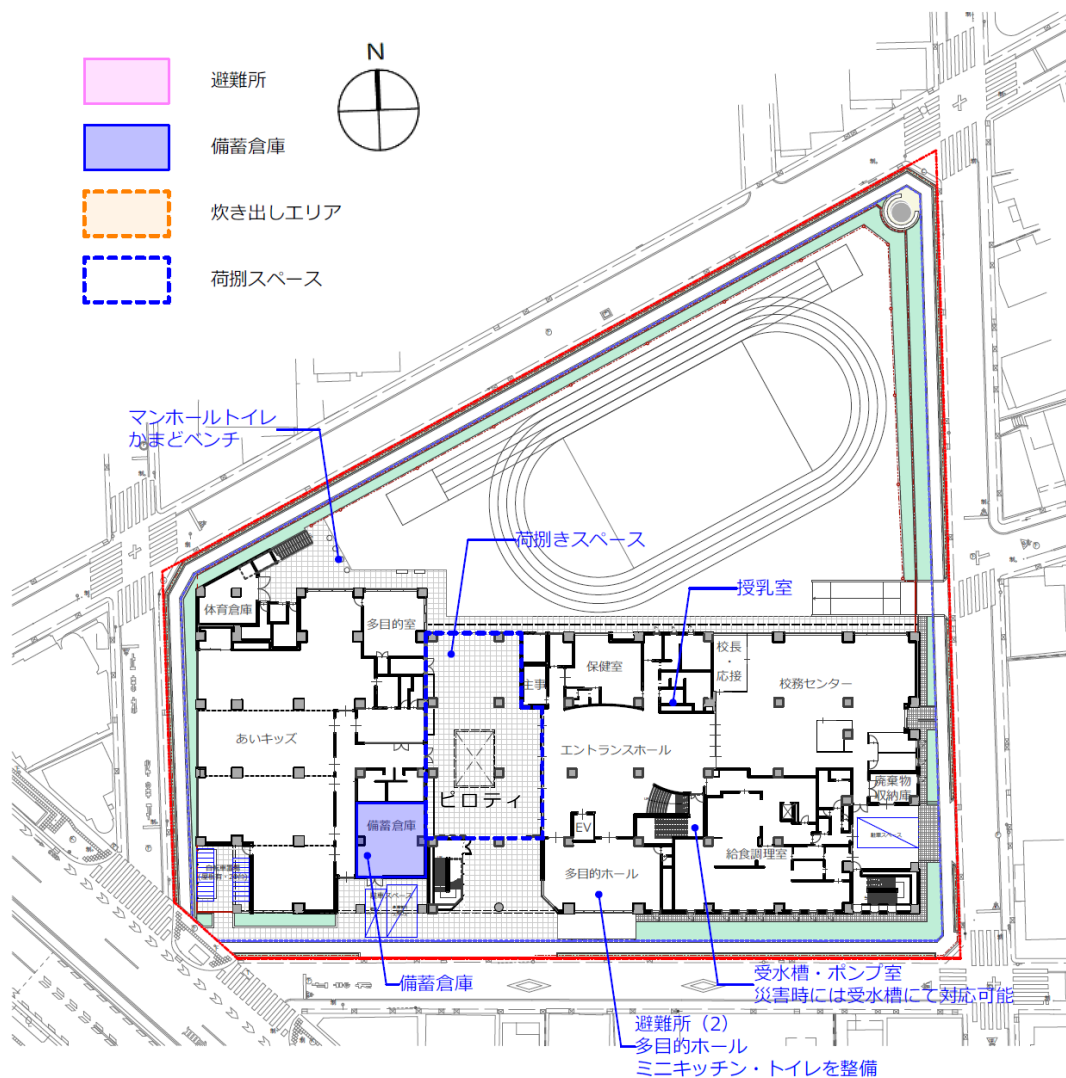 N
避難所
備蓄倉庫
炊き出しエリア
荷捌スペース
マンホールトイレ
かまどベンチ
荷捌きスペース
授乳室
体育倉庫
多目的室
主事
保健室
校長
・
応接
校務センター
あいキッズ
エントランスホール
ピロティ
廃棄物
収納庫
備蓄倉庫
EV
給食調理室
多目的ホール
備蓄倉庫
受水槽・ポンプ室
災害時には受水槽にて対応可能
避難所（2）
多目的ホール
ミニキッチン・トイレを整備